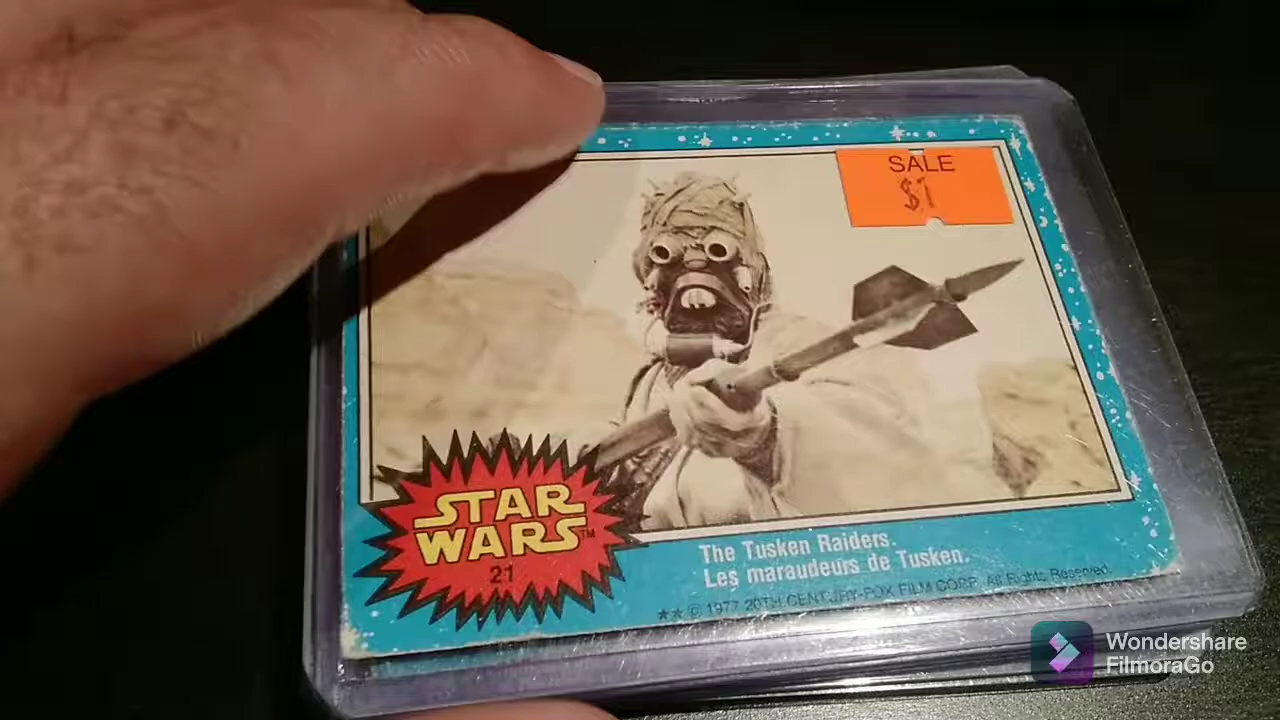 SALE
$1
STAR
WARS™
21
The Tusken Raiders.
Les maraudeurs de Tusken.
★★ © 1977 20TH CENTURY-FOX FILM CORP. All Rights Reserved.
Wondershare
FilmoraGo